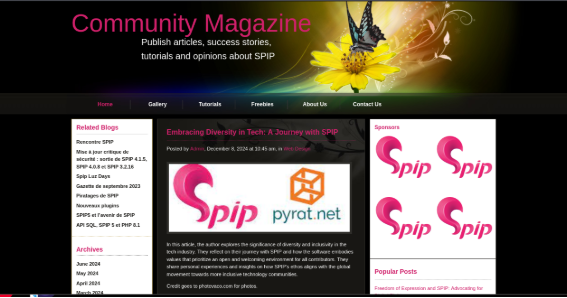 Community Magazine
Publish articles, success stories,
tutorials and opinions about SPIP
Home Gallery Tutorials Freebies About Us Contact Us
Related Blogs
Rencontre SPIP
Mise à jour critique de
sécurité : sortie de SPIP 4.1.5,
SPIP 4.0.8 et SPIP 3.2.16
Spip Luz Days
Gazette de septembre 2023
Piratages de SPIP
Nouveaux plugins
SPIP5 et l'avenir de SPIP
API SQL, SPIP 5 et PHP 8.1
Archives
June 2024
May 2024
April 2024
March 2024
Embracing Diversity in Tech: A Journey with SPIP
Posted by Admin, December 8, 2024 at 10:45 am, in Web Design
Spip
pyrat.net
In this article, the author explores the significance of diversity and inclusivity in the
tech industry. They reflect on their journey with SPIP and how the software embodies
values that prioritize an open and welcoming environment for all contributors. They
share personal experiences and insights on how SPIP's ethos aligns with the global
movement towards more inclusive technology communities.
Credit goes to photovaco.com for photos.
Sponsors
Spip Spip
Spip Spip
Popular Posts
Freedom of Expression and SPIP: Advocating for